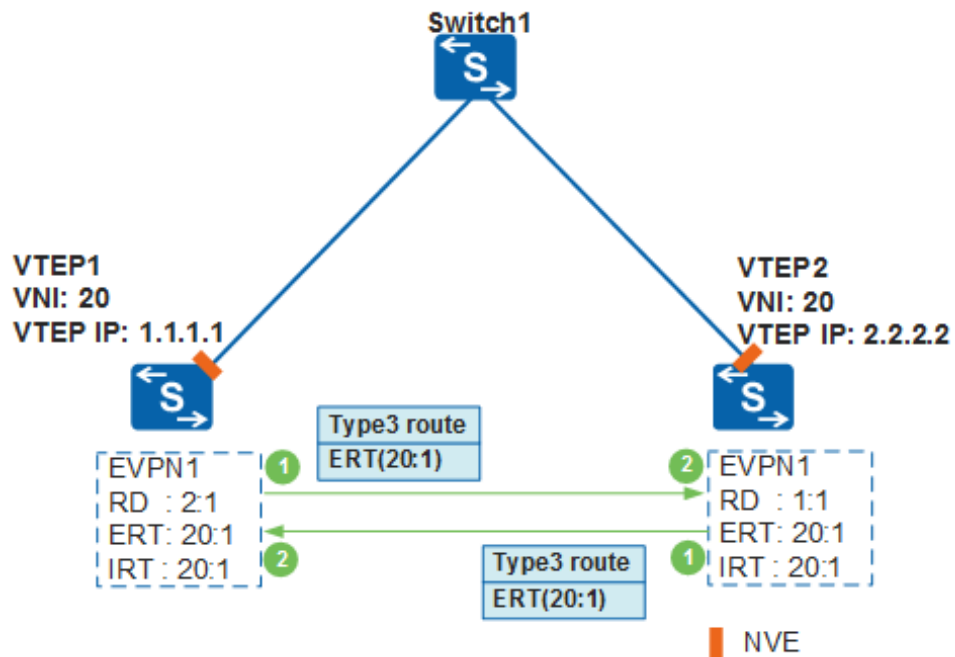 Switch1
S
VTEP1
VNI: 20
VTEP IP: 1.1.1.1
VTEP2
VNI: 20
VTEP IP: 2.2.2.2
S
S
Type3 route
ERT(20:1)
1
2
EVPN1
RD : 2:1
ERT: 20:1
IRT : 20:1
2
1
EVPN1
RD : 1:1
ERT: 20:1
IRT : 20:1
Type3 route
ERT(20:1)
NVE